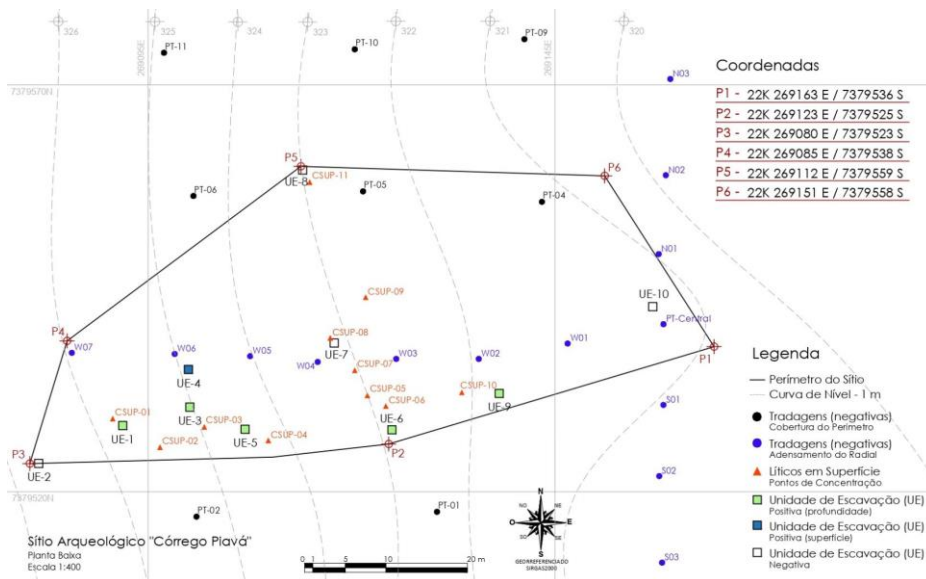 326
325
324
323
322
321
320
PT-11
PT-10
PT-09
269095E
269145E
N03
7379570N
Coordenadas
P1 - 22K 269163 E / 7379536 S
P2 - 22K 269123 E / 7379525 S
P3 - 22K 269080 E / 7379523 S
P4 - 22K 269085 E / 7379538 S
P5 - 22K 269112 E / 7379559 S
P6 - 22K 269151 E / 7379558 S
P5
UE-8
CSUP-11
P6
N02
PT-06
PT-05
PT-04
N01
CSUP-09
UE-10
PT-Central
P4
W07
W06
W05
W04
CSUP-08
UE-7
W03
W02
W01
P1
UE-4
CSUP-07
CSUP-05
CSUP-06
CSUP-10
UE-9
S01
CSUP-01
UE-1
UE-3
CSUP-03
CSUP-02
UE-5
CSUP-04
UE-6
P2
P3
UE-2
S02
7379520N
PT-02
PT-01
S03
Legenda
Perímetro do Sítio
Curva de Nível - 1 m
Tradagens (negativas)
Cobertura do Perímetro
Tradagens (negativas)
Adensamento do Radial
Líticos em Superfície
Pontos de Concentração
Unidade de Escavação (UE)
Positiva (profundidade)
Unidade de Escavação (UE)
Positiva (superfície)
Unidade de Escavação (UE)
Negativa
Sítio Arqueológico "Córrego Piavá"
Planta Baixa
Escala 1:400
0 1 5 10 20 m
N
NO NE
O E
SO SE
S
GEORREFERENCIADO
SIRGAS2000